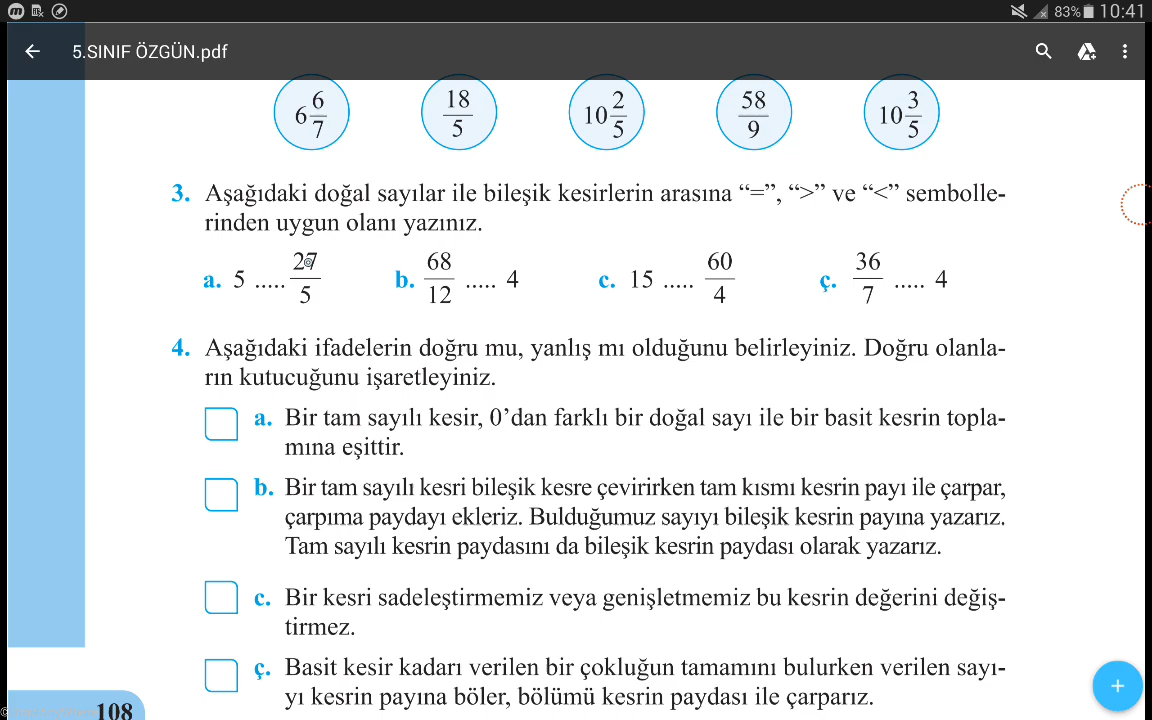 83% 10:41
5.SINIF ÖZGÜN.pdf
6 6/7 18/5 10 2/5 58/9 10 3/5
3. Aşağıdaki doğal sayılar ile bileşik kesirlerin arasına “=”, “>” ve “<” sembolle-
rinden uygun olanı yazınız.
a. 5 ..... 27/5 b. 68/12 ..... 4 c. 15 ..... 60/4 ç. 36/7 ..... 4
4. Aşağıdaki ifadelerin doğru mu, yanlış mı olduğunu belirleyiniz. Doğru olanla-
rın kutucuğunu işaretleyiniz.
a. Bir tam sayılı kesir, 0’dan farklı bir doğal sayı ile bir basit kesrin topla-
mına eşittir.
b. Bir tam sayılı kesri bileşik kesre çevirirken tam kısmı kesrin payı ile çarpar,
çarpıma paydayı ekleriz. Bulduğumuz sayıyı bileşik kesrin payına yazarız.
Tam sayılı kesrin paydasını da bileşik kesrin paydası olarak yazarız.
c. Bir kesri sadeleştirmemiz veya genişletmemiz bu kesrin değerini değiş-
tirmez.
ç. Basit kesir kadarı verilen bir çokluğun tamamını bulurken verilen sayı-
yı kesrin payına böler, bölümü kesrin paydası ile çarparız.
108